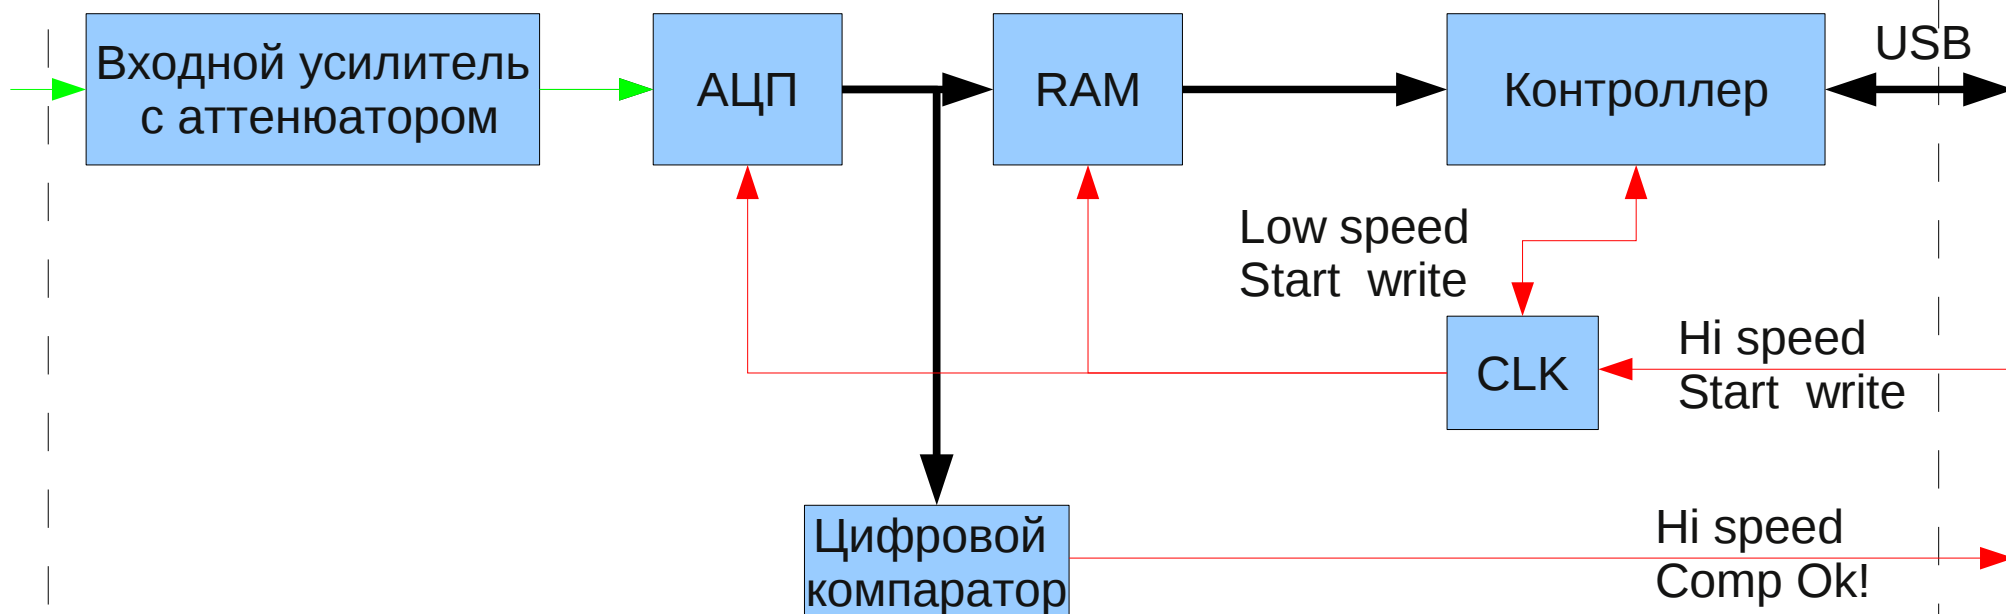 Входной усилитель
с аттенюатором
АЦП
RAM
Контроллер
USB
Low speed
Start write
CLK
Hi speed
Start write
Цифровой
компаратор
Hi speed
Comp Ok!